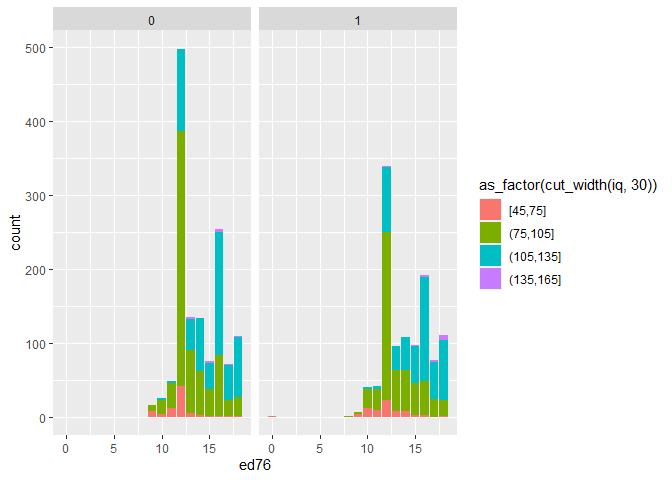 0 1
500
400
300
200
100
0
count
0 5 10 15 0 5 10 15
ed76
as_factor(cut_width(iq, 30))
[45,75]
(75,105]
(105,135]
(135,165]